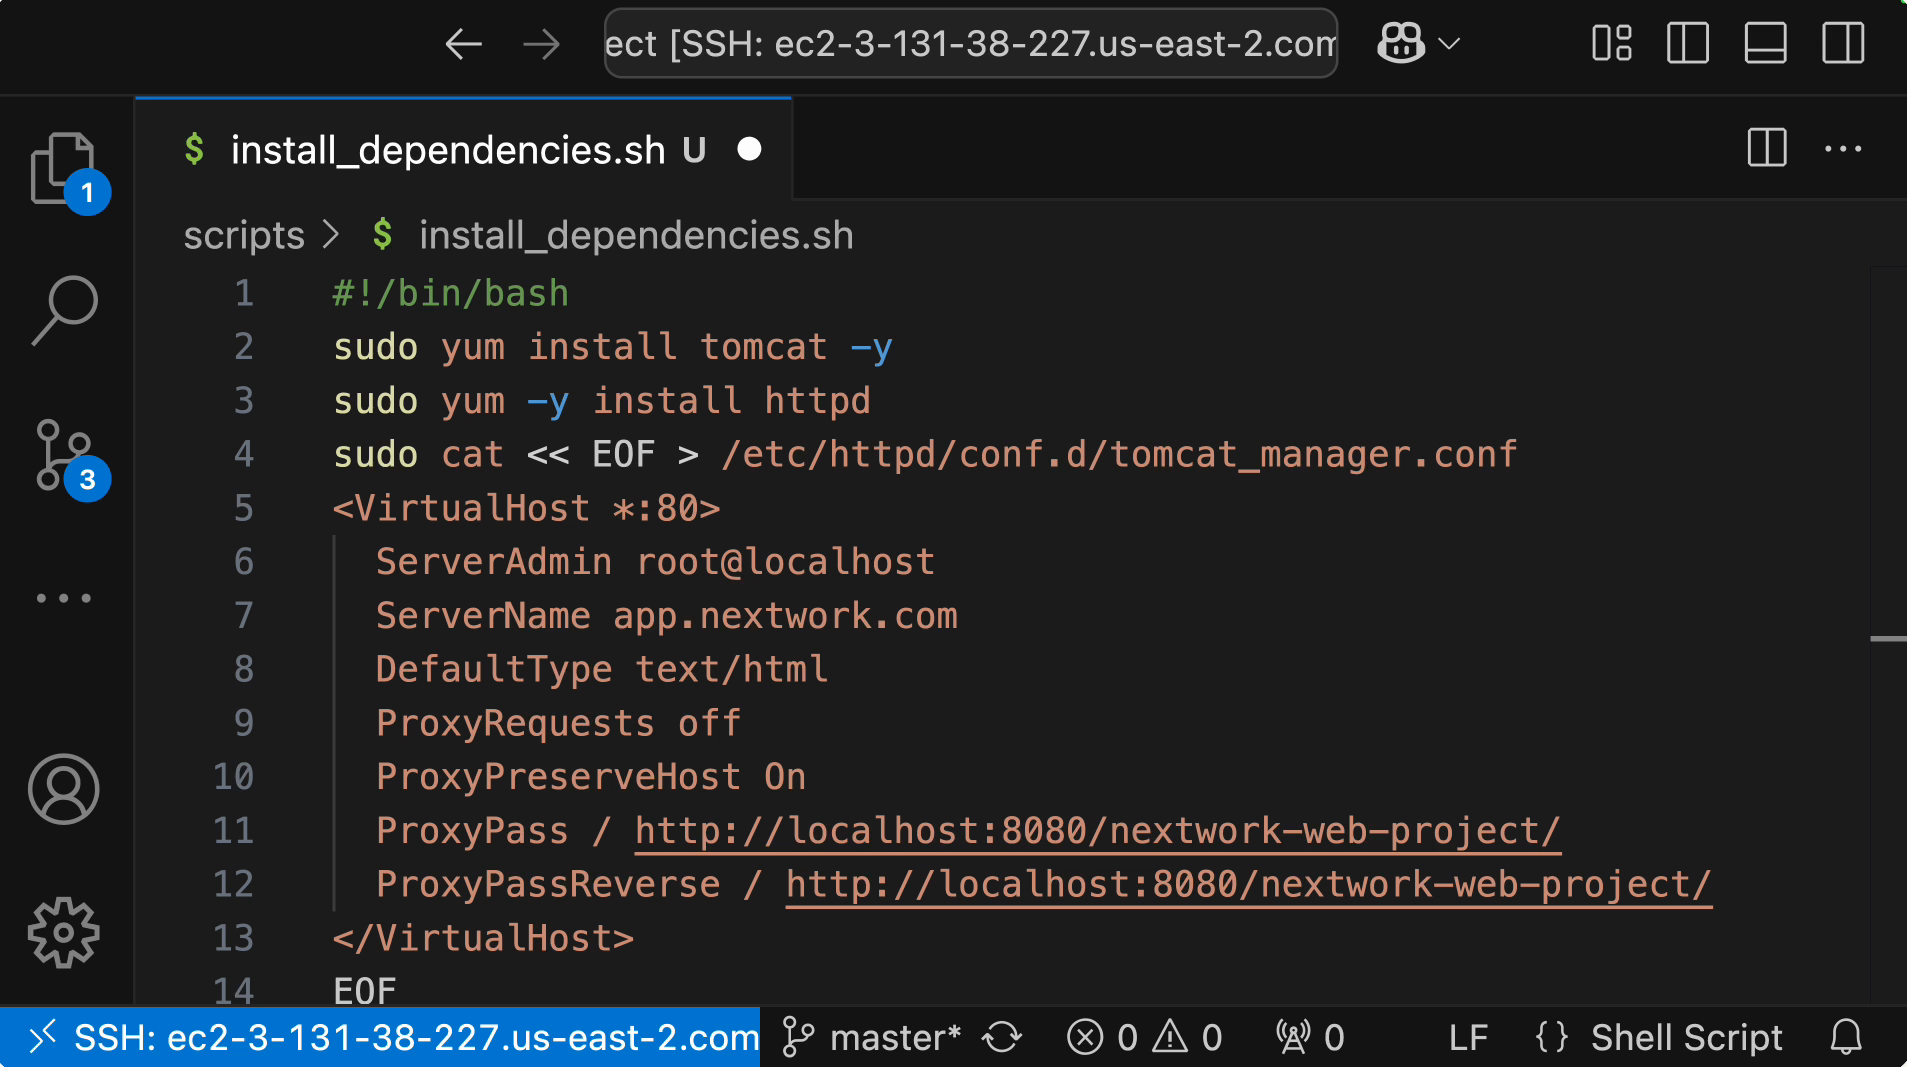 ect [SSH: ec2-3-131-38-227.us-east-2.com
$ install_dependencies.sh U
1
scripts > $ install_dependencies.sh
1 #!/bin/bash
2 sudo yum install tomcat -y
3 sudo yum -y install httpd
4 sudo cat << EOF > /etc/httpd/conf.d/tomcat_manager.conf
3
5 <VirtualHost *:80>
6   ServerAdmin root@localhost
7   ServerName app.nextwork.com
8   DefaultType text/html
9   ProxyRequests off
10   ProxyPreserveHost On
11   ProxyPass / http://localhost:8080/nextwork-web-project/
12   ProxyPassReverse / http://localhost:8080/nextwork-web-project/
13 </VirtualHost>
14 EOF
SSH: ec2-3-131-38-227.us-east-2.com master* 0 0 0 LF {} Shell Script